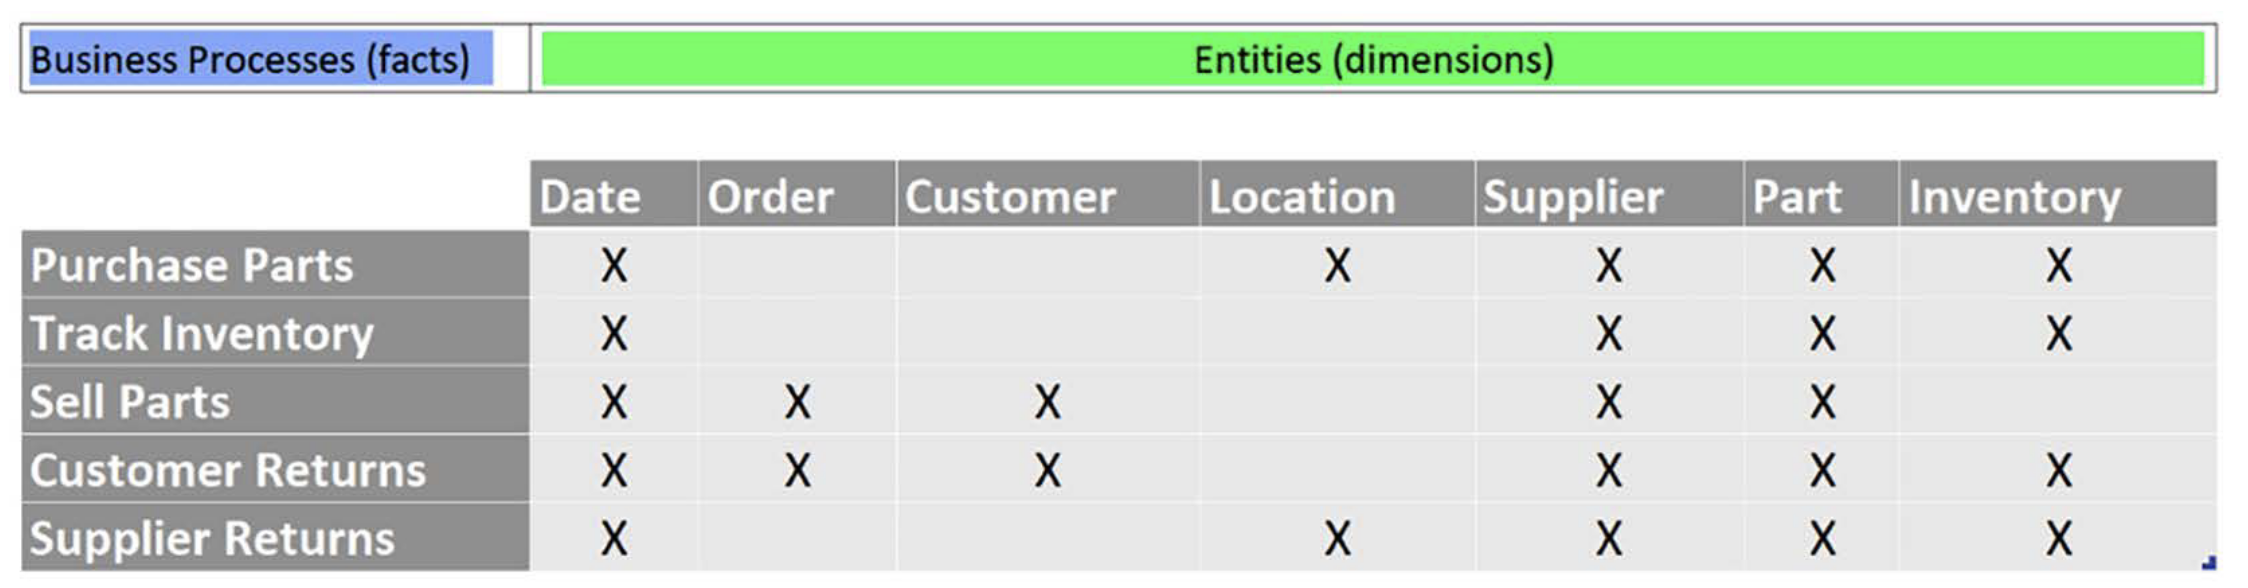 Business Processes (facts) Entities (dimensions)
Date Order Customer Location Supplier Part Inventory
Purchase Parts X X X X X
Track Inventory X X X X
Sell Parts X X X X X
Customer Returns X X X X X X
Supplier Returns X X X X X